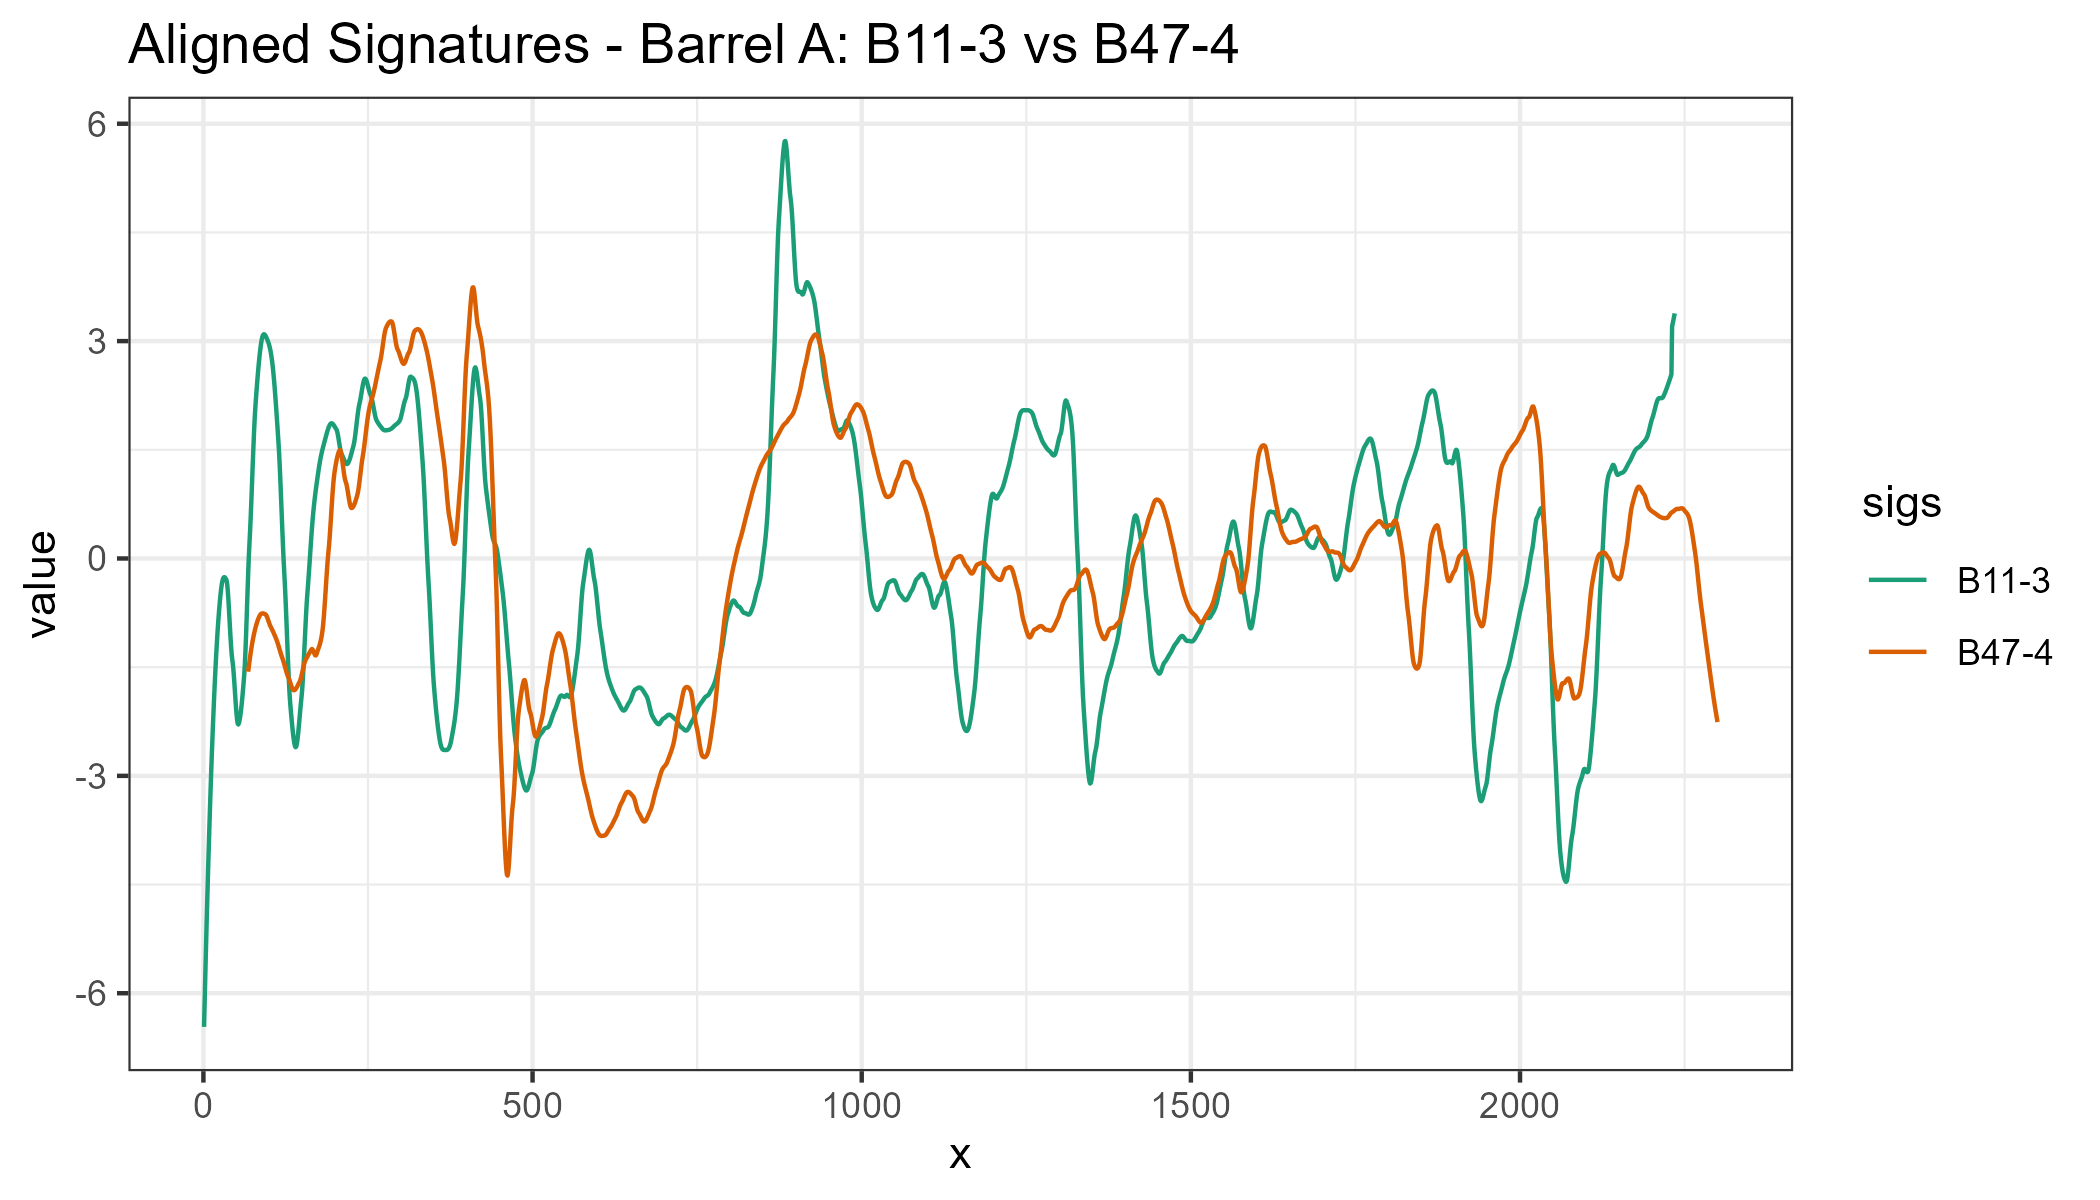 Aligned Signatures - Barrel A: B11-3 vs B47-4
6
3
0
-3
-6
value
0 500 1000 1500 2000
x
sigs
B11-3
B47-4